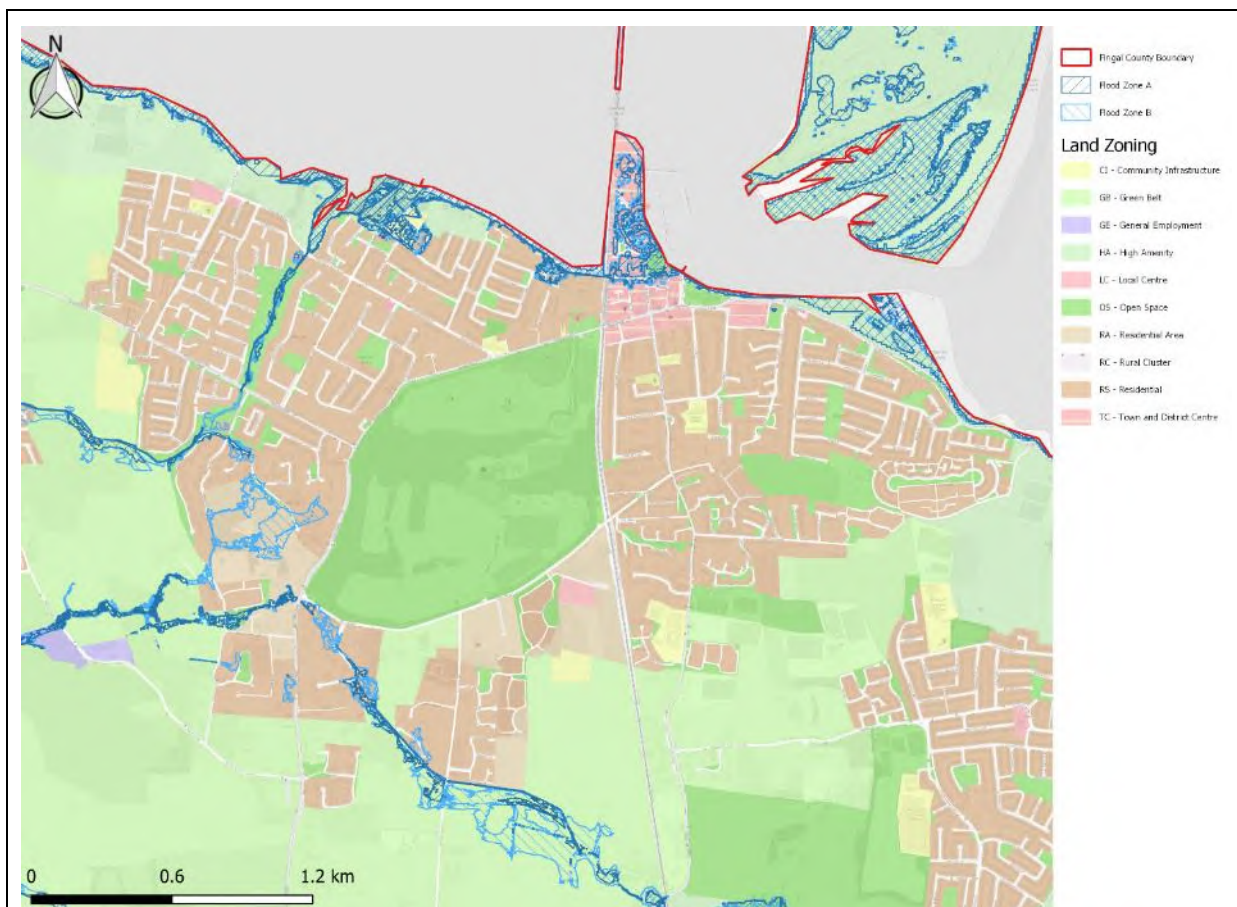 N
Fingal County Boundary
Flood Zone A
Flood Zone B
Land Zoning
CI - Community Infrastructure
GB - Green Belt
GE - General Employment
HA - High Amenity
LC - Local Centre
OS - Open Space
RA - Residential Area
RC - Rural Cluster
RS - Residential
TC - Town and District Centre
0 0.6 1.2 km